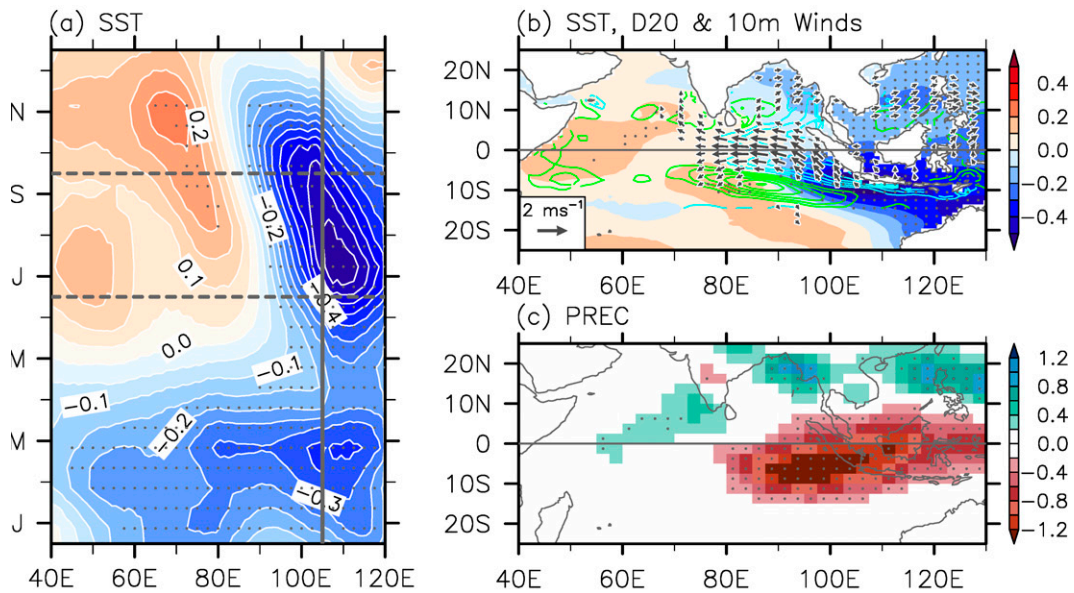 (a) SST
N
S
J
M
M
J
0.2
−0.2
0.1
−0.4
0.0
−0.1
−0.1
−0.2
−0.3
40E 60E 80E 100E 120E
(b) SST, D20 & 10m Winds
20N
10N
0
10S
20S
2 ms⁻¹
40E 60E 80E 100E 120E
0.4
0.2
0.0
−0.2
−0.4
(c) PREC
20N
10N
0
10S
20S
40E 60E 80E 100E 120E
1.2
0.8
0.4
0.0
−0.4
−0.8
−1.2